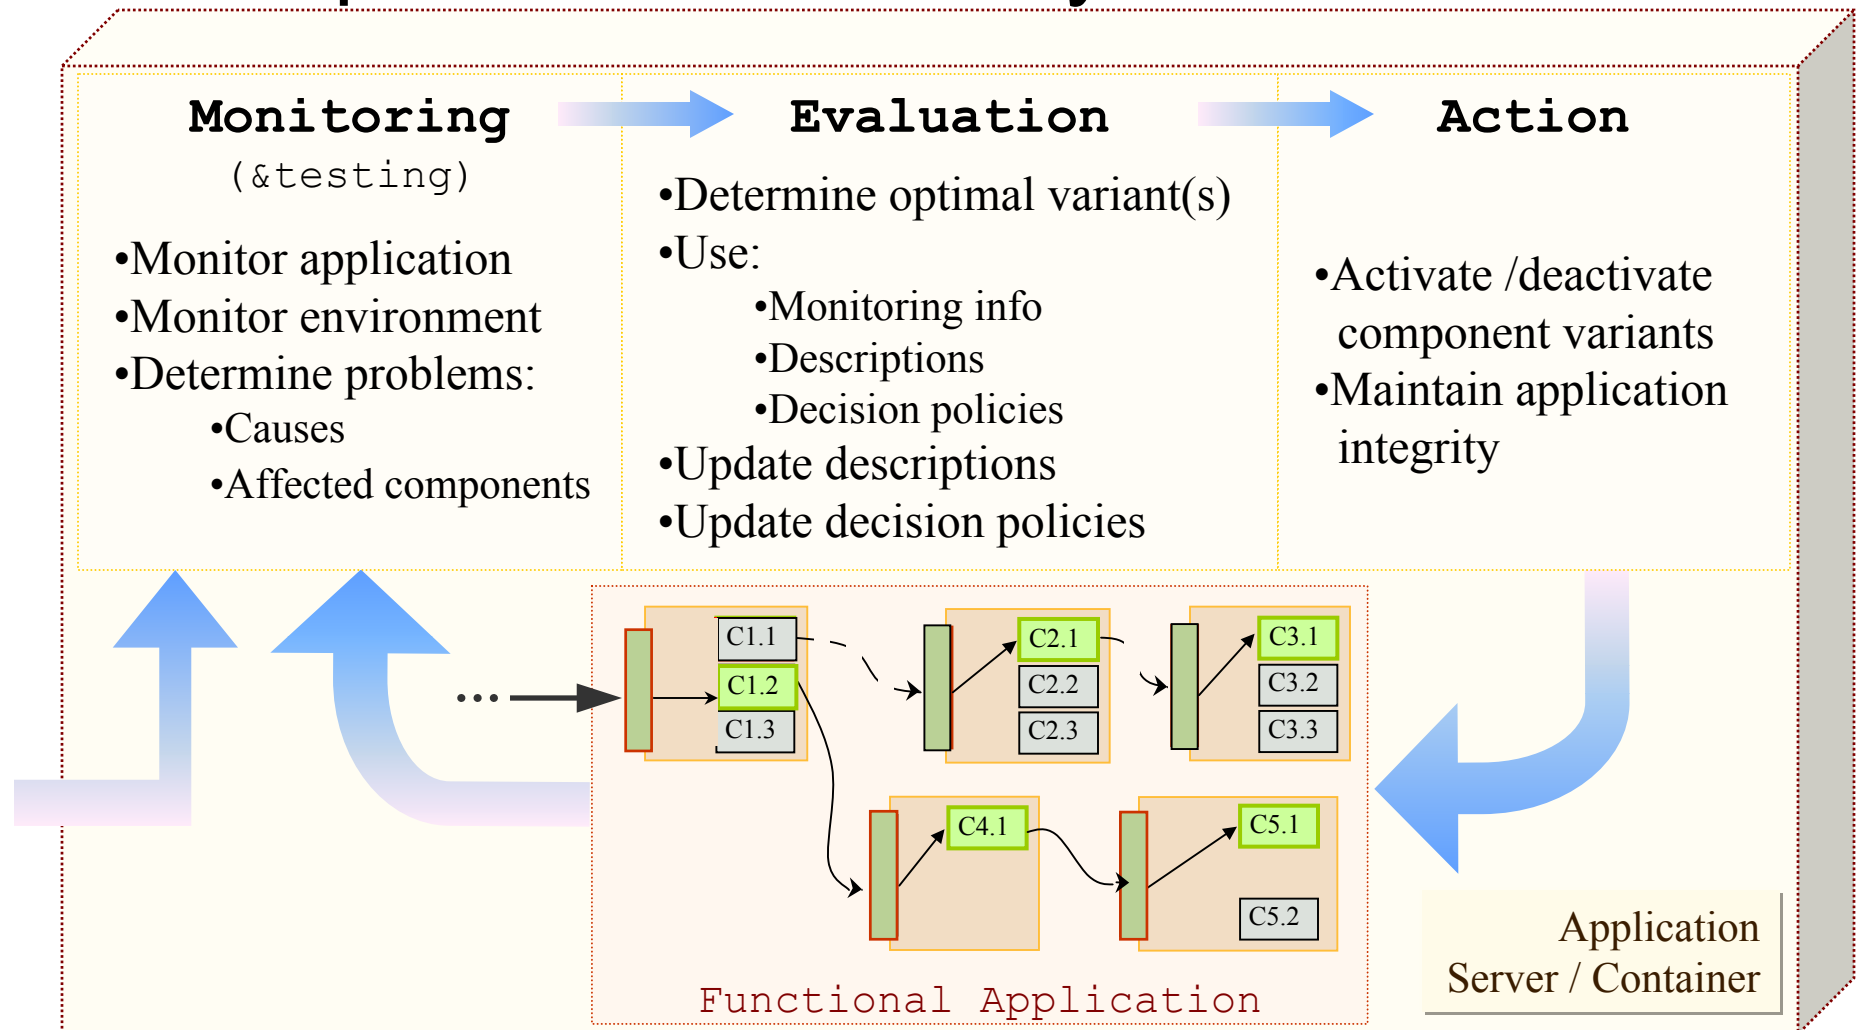 Monitoring
(&testing)
•Monitor application
•Monitor environment
•Determine problems:
•Causes
•Affected components
Evaluation
•Determine optimal variant(s)
•Use:
•Monitoring info
•Descriptions
•Decision policies
•Update descriptions
•Update decision policies
Action
•Activate /deactivate
component variants
•Maintain application
integrity
...
C1.1
C1.2
C1.3
C2.1
C2.2
C2.3
C3.1
C3.2
C3.3
C4.1
C5.1
C5.2
Functional Application
Application
Server / Container